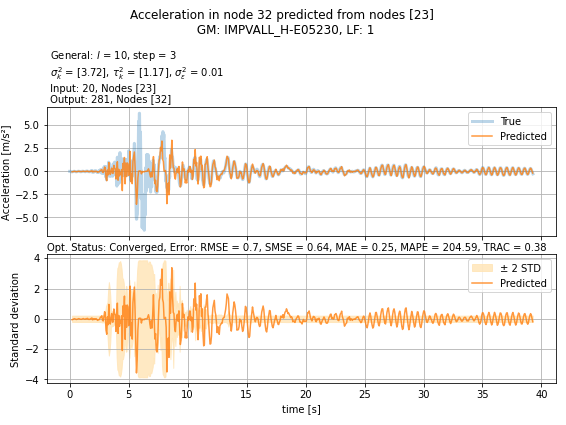 Acceleration in node 32 predicted from nodes [23]
GM: IMPVALL_H-E05230, LF: 1
General: l = 10, step = 3
σ²ₖ = [3.72], τ²ₖ = [1.17], σ²ε = 0.01
Input: 20, Nodes [23]
Output: 281, Nodes [32]
Acceleration [m/s²]
5.0
2.5
0.0
−2.5
−5.0
True
Predicted
Opt. Status: Converged, Error: RMSE = 0.7, SMSE = 0.64, MAE = 0.25, MAPE = 204.59, TRAC = 0.38
Standard deviation
4
2
0
−2
−4
± 2 STD
Predicted
0 5 10 15 20 25 30 35 40
time [s]